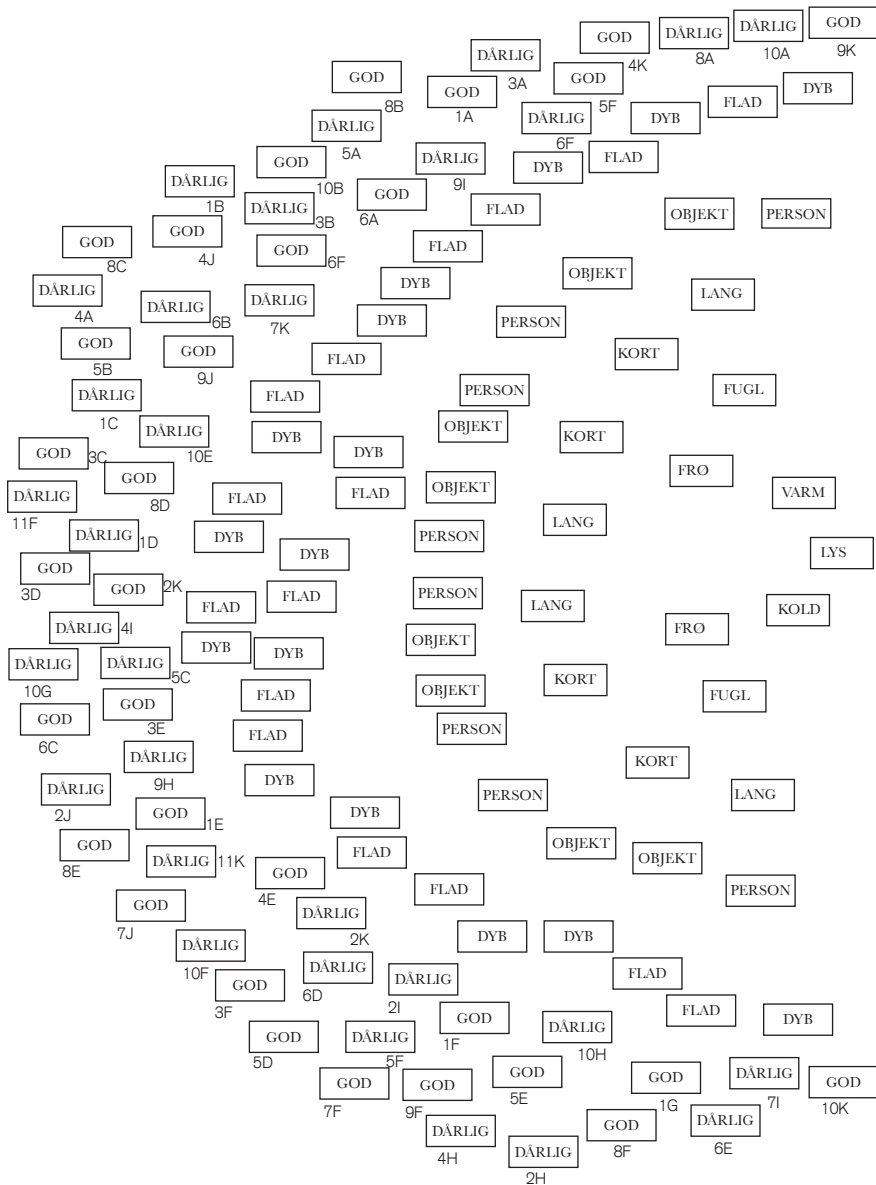 GOD
4K
DÅRLIG
8A
DÅRLIG
10A
GOD
9K
DÅRLIG
3A
GOD
8B
GOD
1A
GOD
5F
DÅRLIG
6F
DYB
FLAD
DYB
DÅRLIG
5A
GOD
10B
DÅRLIG
9I
DYB
FLAD
DÅRLIG
1B
DÅRLIG
3B
GOD
6A
FLAD
OBJEKT
PERSON
GOD
8C
GOD
4J
GOD
6F
FLAD
DÅRLIG
4A
DÅRLIG
6B
DÅRLIG
7K
DYB
OBJEKT
LANG
DYB
PERSON
GOD
5B
GOD
9J
FLAD
KORT
DÅRLIG
1C
FLAD
PERSON
FUGL
DÅRLIG
10E
DYB
OBJEKT
KORT
GOD
3C
DYB
GOD
8D
FRØ
DÅRLIG
11F
FLAD
FLAD
OBJEKT
VARM
DÅRLIG
1D
DYB
PERSON
LANG
DYB
LYS
GOD
3D
GOD
2K
FLAD
FLAD
PERSON
LANG
KOLD
DÅRLIG
4I
FRØ
DÅRLIG
10G
DÅRLIG
5C
DYB
DYB
OBJEKT
GOD
6C
GOD
3E
FLAD
OBJEKT
KORT
FUGL
FLAD
PERSON
DÅRLIG
9H
KORT
DÅRLIG
2J
DYB
PERSON
LANG
GOD
1E
DYB
GOD
8E
DÅRLIG
11K
FLAD
OBJEKT
OBJEKT
GOD
4E
FLAD
PERSON
GOD
7J
DÅRLIG
2K
DÅRLIG
10F
DYB
DYB
GOD
3F
DÅRLIG
6D
DÅRLIG
2I
FLAD
GOD
5D
DÅRLIG
5F
GOD
1F
DÅRLIG
10H
FLAD
DYB
GOD
7F
GOD
9F
GOD
5E
GOD
1G
DÅRLIG
7I
GOD
10K
DÅRLIG
4H
DÅRLIG
2H
GOD
8F
DÅRLIG
6E